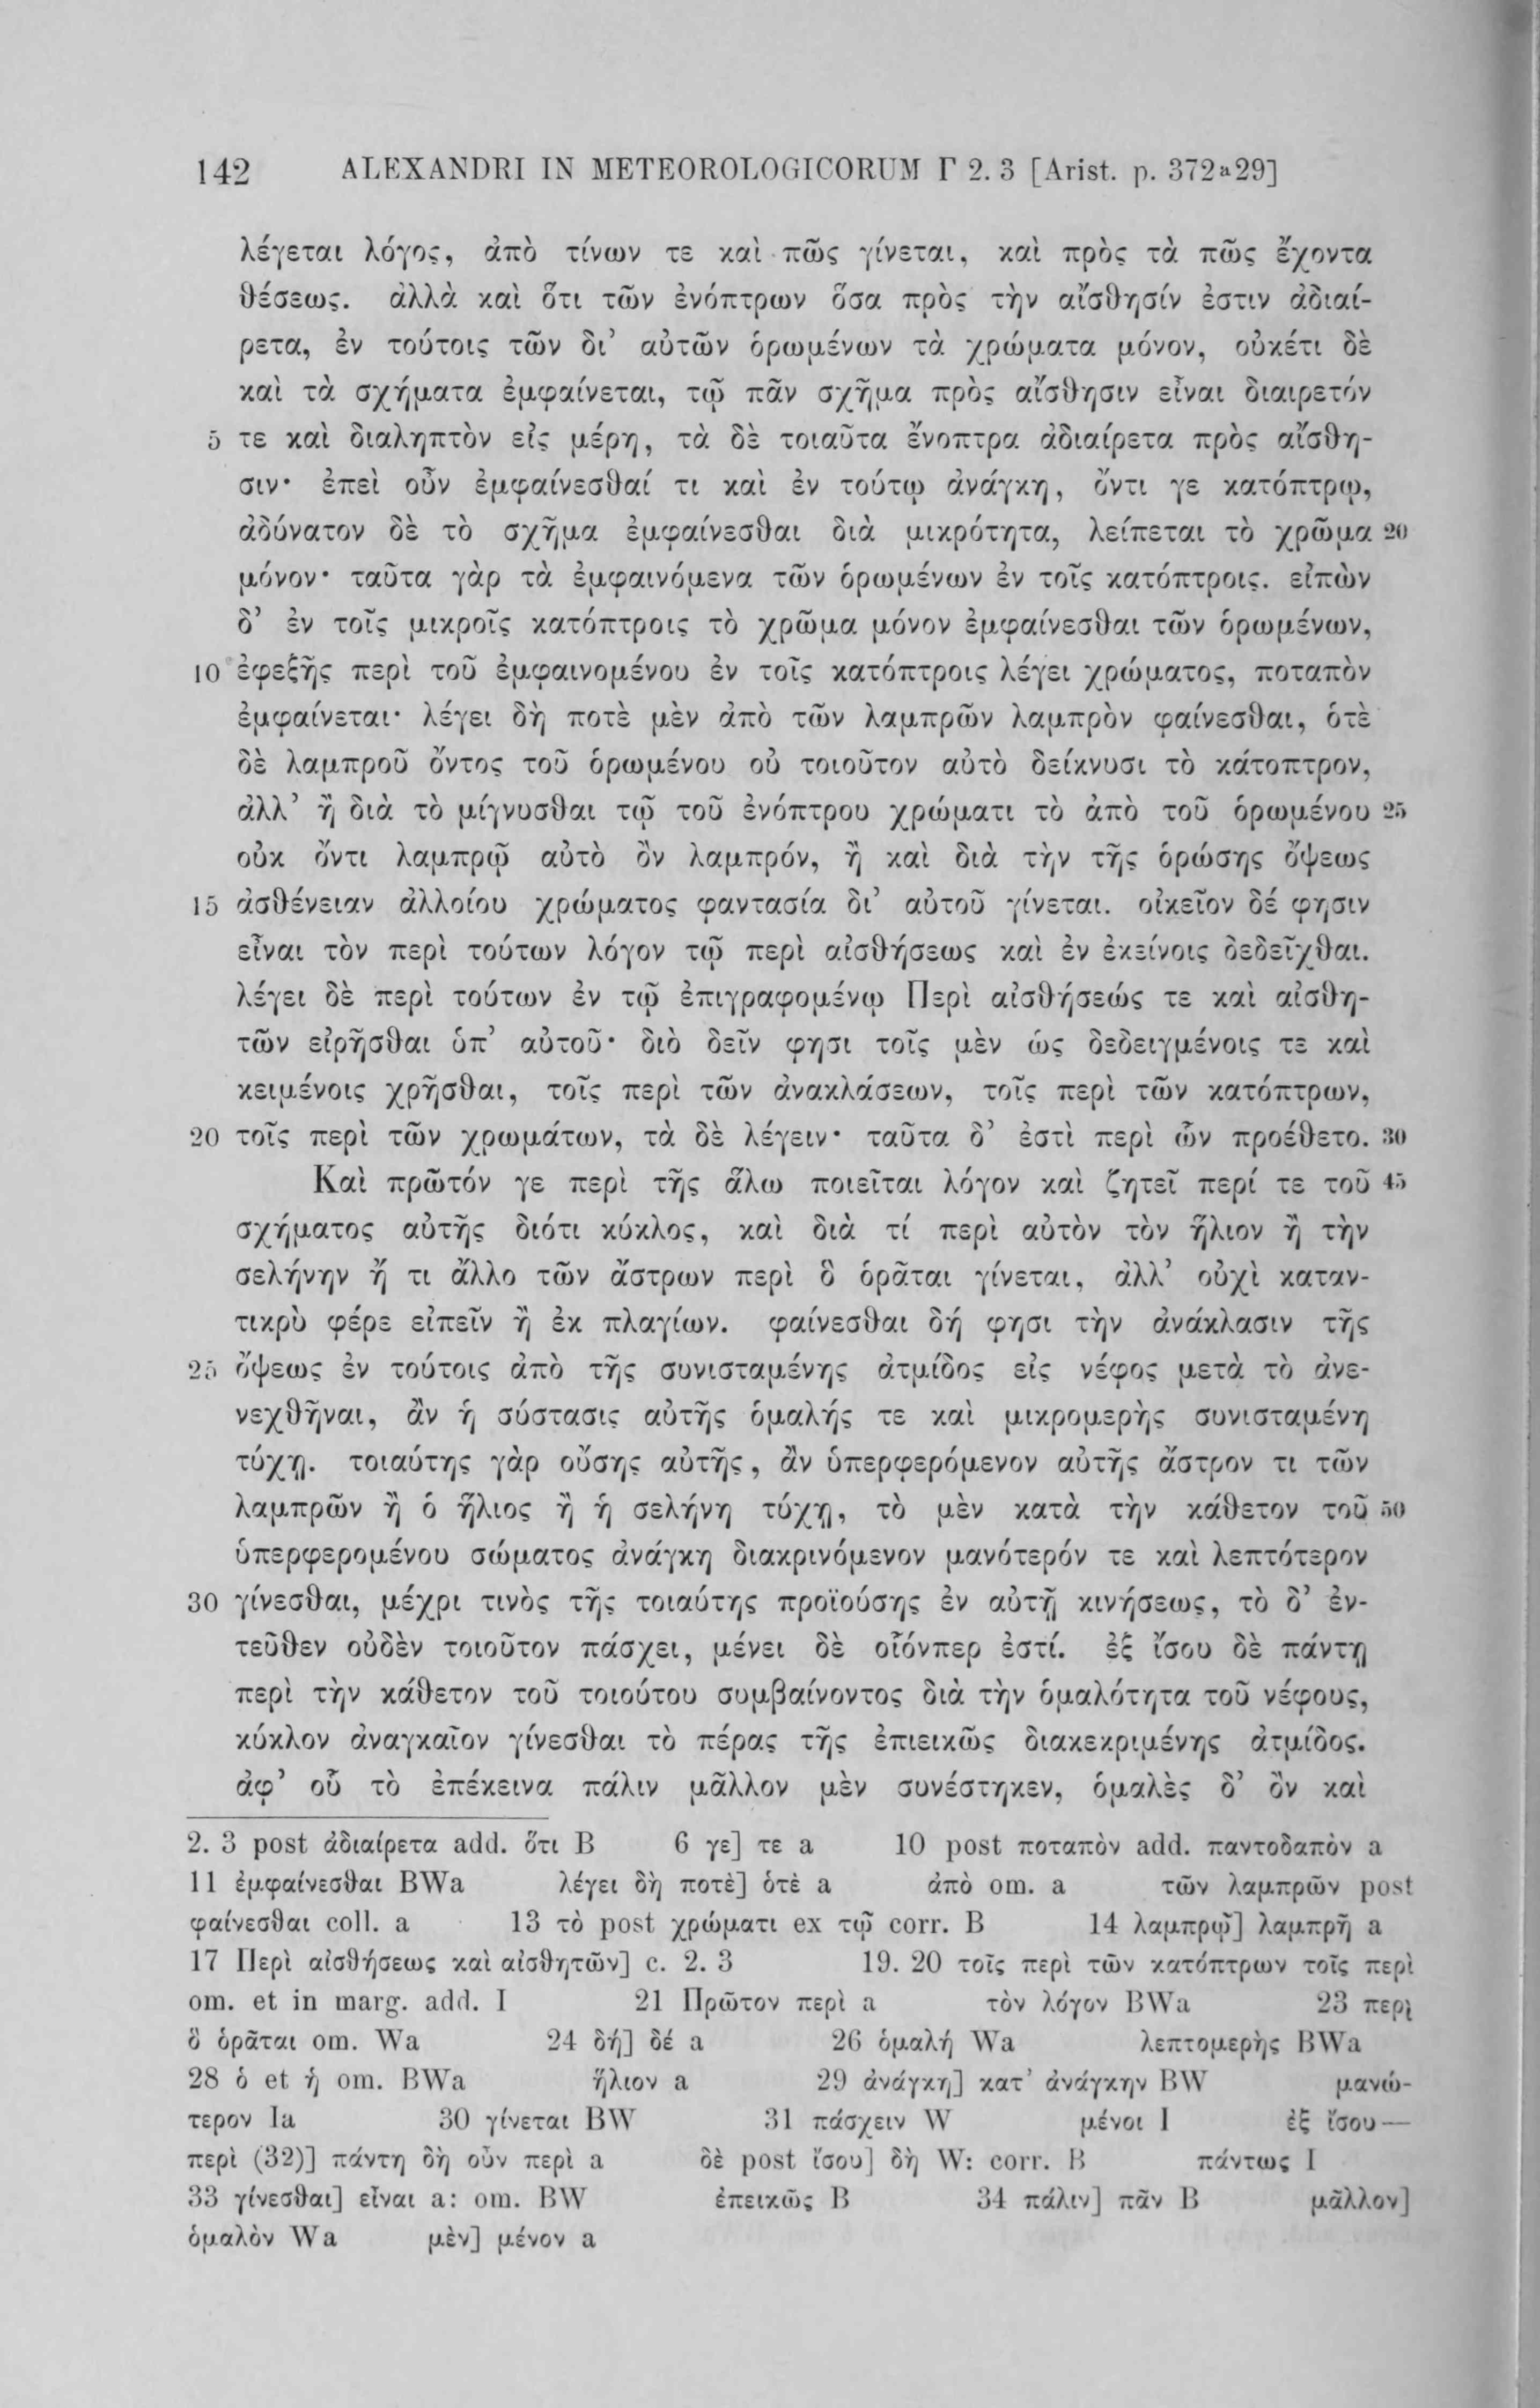 142 ALEXANDRI IN METEOROLOGICORUM Γ 2. 3 [Arist. p. 372a29]
λέγεται λόγος, ἀπὸ τίνων τε καὶ πῶς γίνεται, καὶ πρὸς τὰ πῶς ἔχοντα
θέσεως. ἀλλὰ καὶ ὅτι τῶν ἐνόπτρων ὅσα πρὸς τὴν αἴσθησίν ἐστιν ἀδιαί-
ρετα, ἐν τούτοις τῶν δι’ αὐτῶν ὁρωμένων τὰ χρώματα μόνον, οὐκέτι δὲ
καὶ τὰ σχήματα ἐμφαίνεται, τῷ πᾶν σχῆμα πρὸς αἴσθησιν εἶναι διαιρετόν
5 τε καὶ διαληπτὸν εἰς μέρη, τὰ δὲ τοιαῦτα ἔνοπτρα ἀδιαίρετα πρὸς αἴσθη-
σιν· ἐπεὶ οὖν ἐμφαίνεσθαί τι καὶ ἐν τούτῳ ἀνάγκη, ὄντι γε κατόπτρῳ,
ἀδύνατον δὲ τὸ σχῆμα ἐμφαίνεσθαι διὰ μικρότητα, λείπεται τὸ χρῶμα 20
μόνον· ταῦτα γὰρ τὰ ἐμφαινόμενα τῶν ὁρωμένων ἐν τοῖς κατόπτροις. εἰπὼν
δ’ ἐν τοῖς μικροῖς κατόπτροις τὸ χρῶμα μόνον ἐμφαίνεσθαι τῶν ὁρωμένων,
10 ἐφεξῆς περὶ τοῦ ἐμφαινομένου ἐν τοῖς κατόπτροις λέγει χρώματος, ποταπὸν
ἐμφαίνεται· λέγει δὴ ποτὲ μὲν ἀπὸ τῶν λαμπρῶν λαμπρὸν φαίνεσθαι, ὁτὲ
δὲ λαμπροῦ ὄντος τοῦ ὁρωμένου οὐ τοιοῦτον αὐτὸ δείκνυσι τὸ κάτοπτρον,
ἀλλ’ ἢ διὰ τὸ μίγνυσθαι τῷ τοῦ ἐνόπτρου χρώματι τὸ ἀπὸ τοῦ ὁρωμένου 25
οὐκ ὄντι λαμπρῷ αὐτὸ ὂν λαμπρόν, ἢ καὶ διὰ τὴν τῆς ὁρώσης ὄψεως
15 ἀσθένειαν ἀλλοίου χρώματος φαντασία δι’ αὐτοῦ γίνεται. οἰκεῖον δέ φησιν
εἶναι τὸν περὶ τούτων λόγον τῷ περὶ αἰσθήσεως καὶ ἐν ἐκείνοις δεδεῖχθαι.
λέγει δὲ περὶ τούτων ἐν τῷ ἐπιγραφομένῳ Περὶ αἰσθήσεώς τε καὶ αἰσθη-
τῶν εἰρῆσθαι ὑπ’ αὐτοῦ· διὸ δεῖν φησι τοῖς μὲν ὡς δεδειγμένοις τε καὶ
κειμένοις χρῆσθαι, τοῖς περὶ τῶν ἀνακλάσεων, τοῖς περὶ τῶν κατόπτρων,
20 τοῖς περὶ τῶν χρωμάτων, τὰ δὲ λέγειν· ταῦτα δ’ ἐστὶ περὶ ὧν προέθετο. 30
Καὶ πρῶτόν γε περὶ τῆς ἅλω ποιεῖται λόγον καὶ ζητεῖ περί τε τοῦ 45
σχήματος αὐτῆς διότι κύκλος, καὶ διὰ τί περὶ αὐτὸν τὸν ἥλιον ἢ τὴν
σελήνην ἤ τι ἄλλο τῶν ἄστρων περὶ ὃ ὁρᾶται γίνεται, ἀλλ’ οὐχὶ καταν-
τικρὺ φέρε εἰπεῖν ἢ ἐκ πλαγίων. φαίνεσθαι δή φησι τὴν ἀνάκλασιν τῆς
25 ὄψεως ἐν τούτοις ἀπὸ τῆς συνισταμένης ἀτμίδος εἰς νέφος μετὰ τὸ ἀνε-
νεχθῆναι, ἂν ἡ σύστασις αὐτῆς ὁμαλής τε καὶ μικρομερὴς συνισταμένη
τύχῃ. τοιαύτης γὰρ οὔσης αὐτῆς, ἂν ὑπερφερόμενον αὐτῆς ἄστρον τι τῶν
λαμπρῶν ἢ ὁ ἥλιος ἢ ἡ σελήνη τύχῃ, τὸ μὲν κατὰ τὴν κάθετον τοῦ 50
ὑπερφερομένου σώματος ἀνάγκη διακρινόμενον μανότερόν τε καὶ λεπτότερον
30 γίνεσθαι, μέχρι τινὸς τῆς τοιαύτης προϊούσης ἐν αὐτῇ κινήσεως, τὸ δ’ ἐν-
τεῦθεν οὐδὲν τοιοῦτον πάσχει, μένει δὲ οἷόνπερ ἐστί. ἐξ ἴσου δὲ πάντῃ
περὶ τὴν κάθετον τοῦ τοιούτου συμβαίνοντος διὰ τὴν ὁμαλότητα τοῦ νέφους,
κύκλον ἀναγκαῖον γίνεσθαι τὸ πέρας τῆς ἐπιεικῶς διακεκριμένης ἀτμίδος.
ἀφ’ οὗ τὸ ἐπέκεινα πάλιν μᾶλλον μὲν συνέστηκεν, ὁμαλὲς δ’ ὂν καὶ
2. 3 post ἀδιαίρετα add. ὅτι B 6 γε] τε a 10 post ποταπὸν add. παντοδαπὸν a
11 ἐμφαίνεσθαι BWa λέγει δὴ ποτὲ] ὁτὲ a ἀπὸ om. a τῶν λαμπρῶν post
φαίνεσθαι coll. a 13 τὸ post χρώματι ex τῷ corr. B 14 λαμπρῷ] λαμπρῇ a
17 Περὶ αἰσθήσεως καὶ αἰσθητῶν] c. 2. 3 19. 20 τοῖς περὶ τῶν κατόπτρων τοῖς περὶ
om. et in marg. add. I 21 Πρῶτον περὶ a τὸν λόγον BWa 23 περὶ
ὃ ὁρᾶται om. Wa 24 δή] δέ a 26 ὁμαλή Wa λεπτομερὴς BWa
28 ὁ et ἡ om. BWa ἥλιον a 29 ἀνάγκη] κατ’ ἀνάγκην BW μανώ-
τερον Ia 30 γίνεται BW 31 πάσχειν W μένοι I ἐξ ἴσου—
περὶ (32)] πάντη δὴ οὖν περὶ a δὲ post ἴσου] δὴ W: corr. B πάντως I
33 γίνεσθαι] εἶναι a: om. BW ἐπεικῶς B 34 πάλιν] πᾶν B μᾶλλον]
ὁμαλὸν Wa μὲν] μένον a